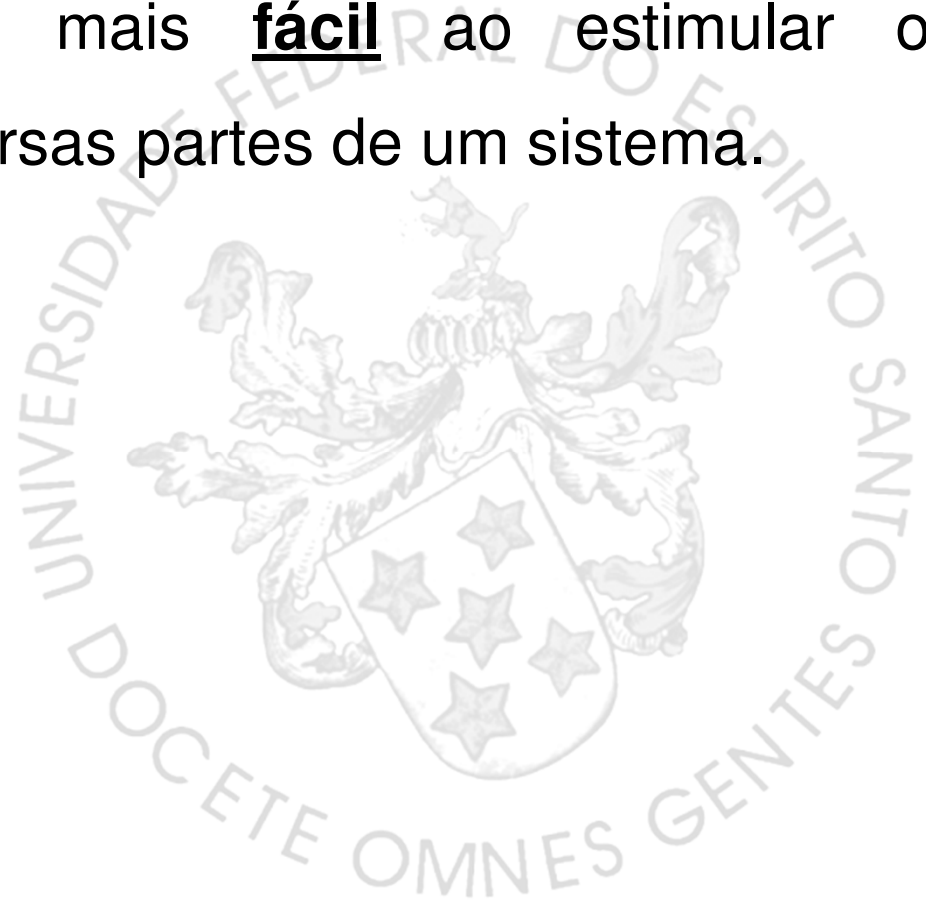 mais fácil ao estimular o
rsas partes de um sistema.
UNIVERSIDADE FEDERAL DO ESPIRITO SANTO
DOCETE OMNES GENTES